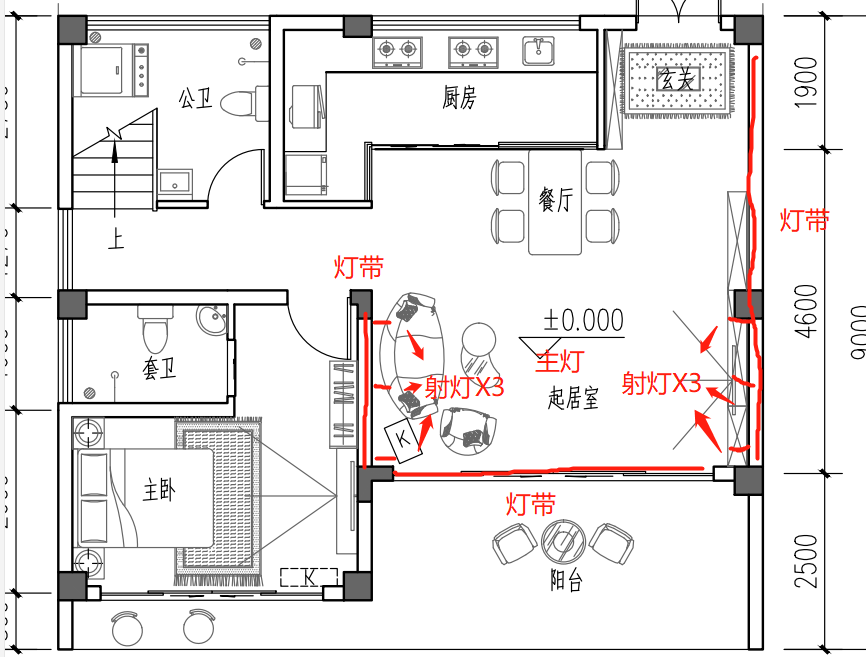 公卫
厨房
玄关
1900
餐厅
灯带
上
灯带
±0.000
4600
9000
主灯
套卫
射灯X3
起居室
射灯X3
K
主卧
灯带
K
阳台
2500